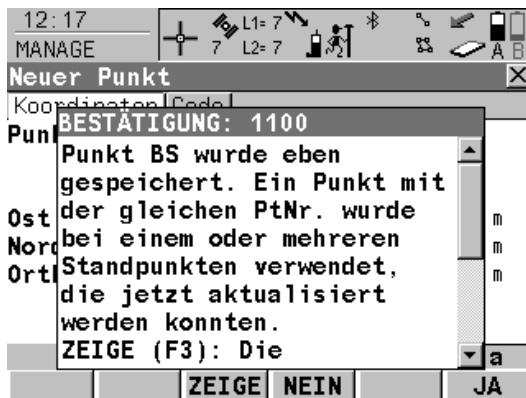 12:17
MANAGE
7
L1= 7
L2= 7
A B
Neuer Punkt
Code
BESTÄTIGUNG: 1100
Punkt BS wurde eben
gespeichert. Ein Punkt mit
der gleichen PtNr. wurde
bei einem oder mehreren
Standpunkten verwendet,
die jetzt aktualisiert
werden konnten.
ZEIGE (F3): Die
Ost
m
m
m
a
ZEIGE NEIN JA